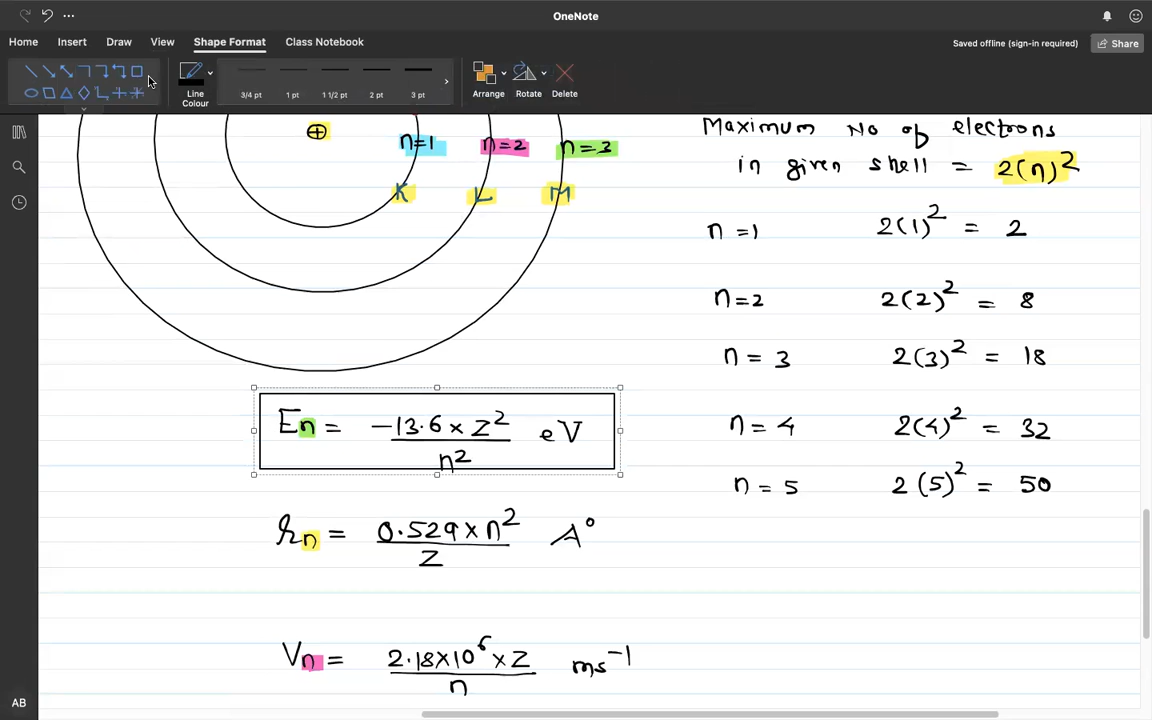 OneNote
Home Insert Draw View Shape Format Class Notebook
Saved offline (sign-in required) Share
3/4 pt 1 pt 1 1/2 pt 2 pt 3 pt
Line Colour
Arrange Rotate Delete
n=1 n=2 n=3
K L M
Maximum No of electrons
in given shell = 2(n)²
n=1 2(1)² = 2
n=2 2(2)² = 8
n = 3 2(3)² = 18
n = 4 2(4)² = 32
n = 5 2(5)² = 50
En = -13.6 × Z² / n² eV
rn = 0.529 × n² / Z A°
Vn = 2.18×10⁶ × Z / n ms⁻¹
AB